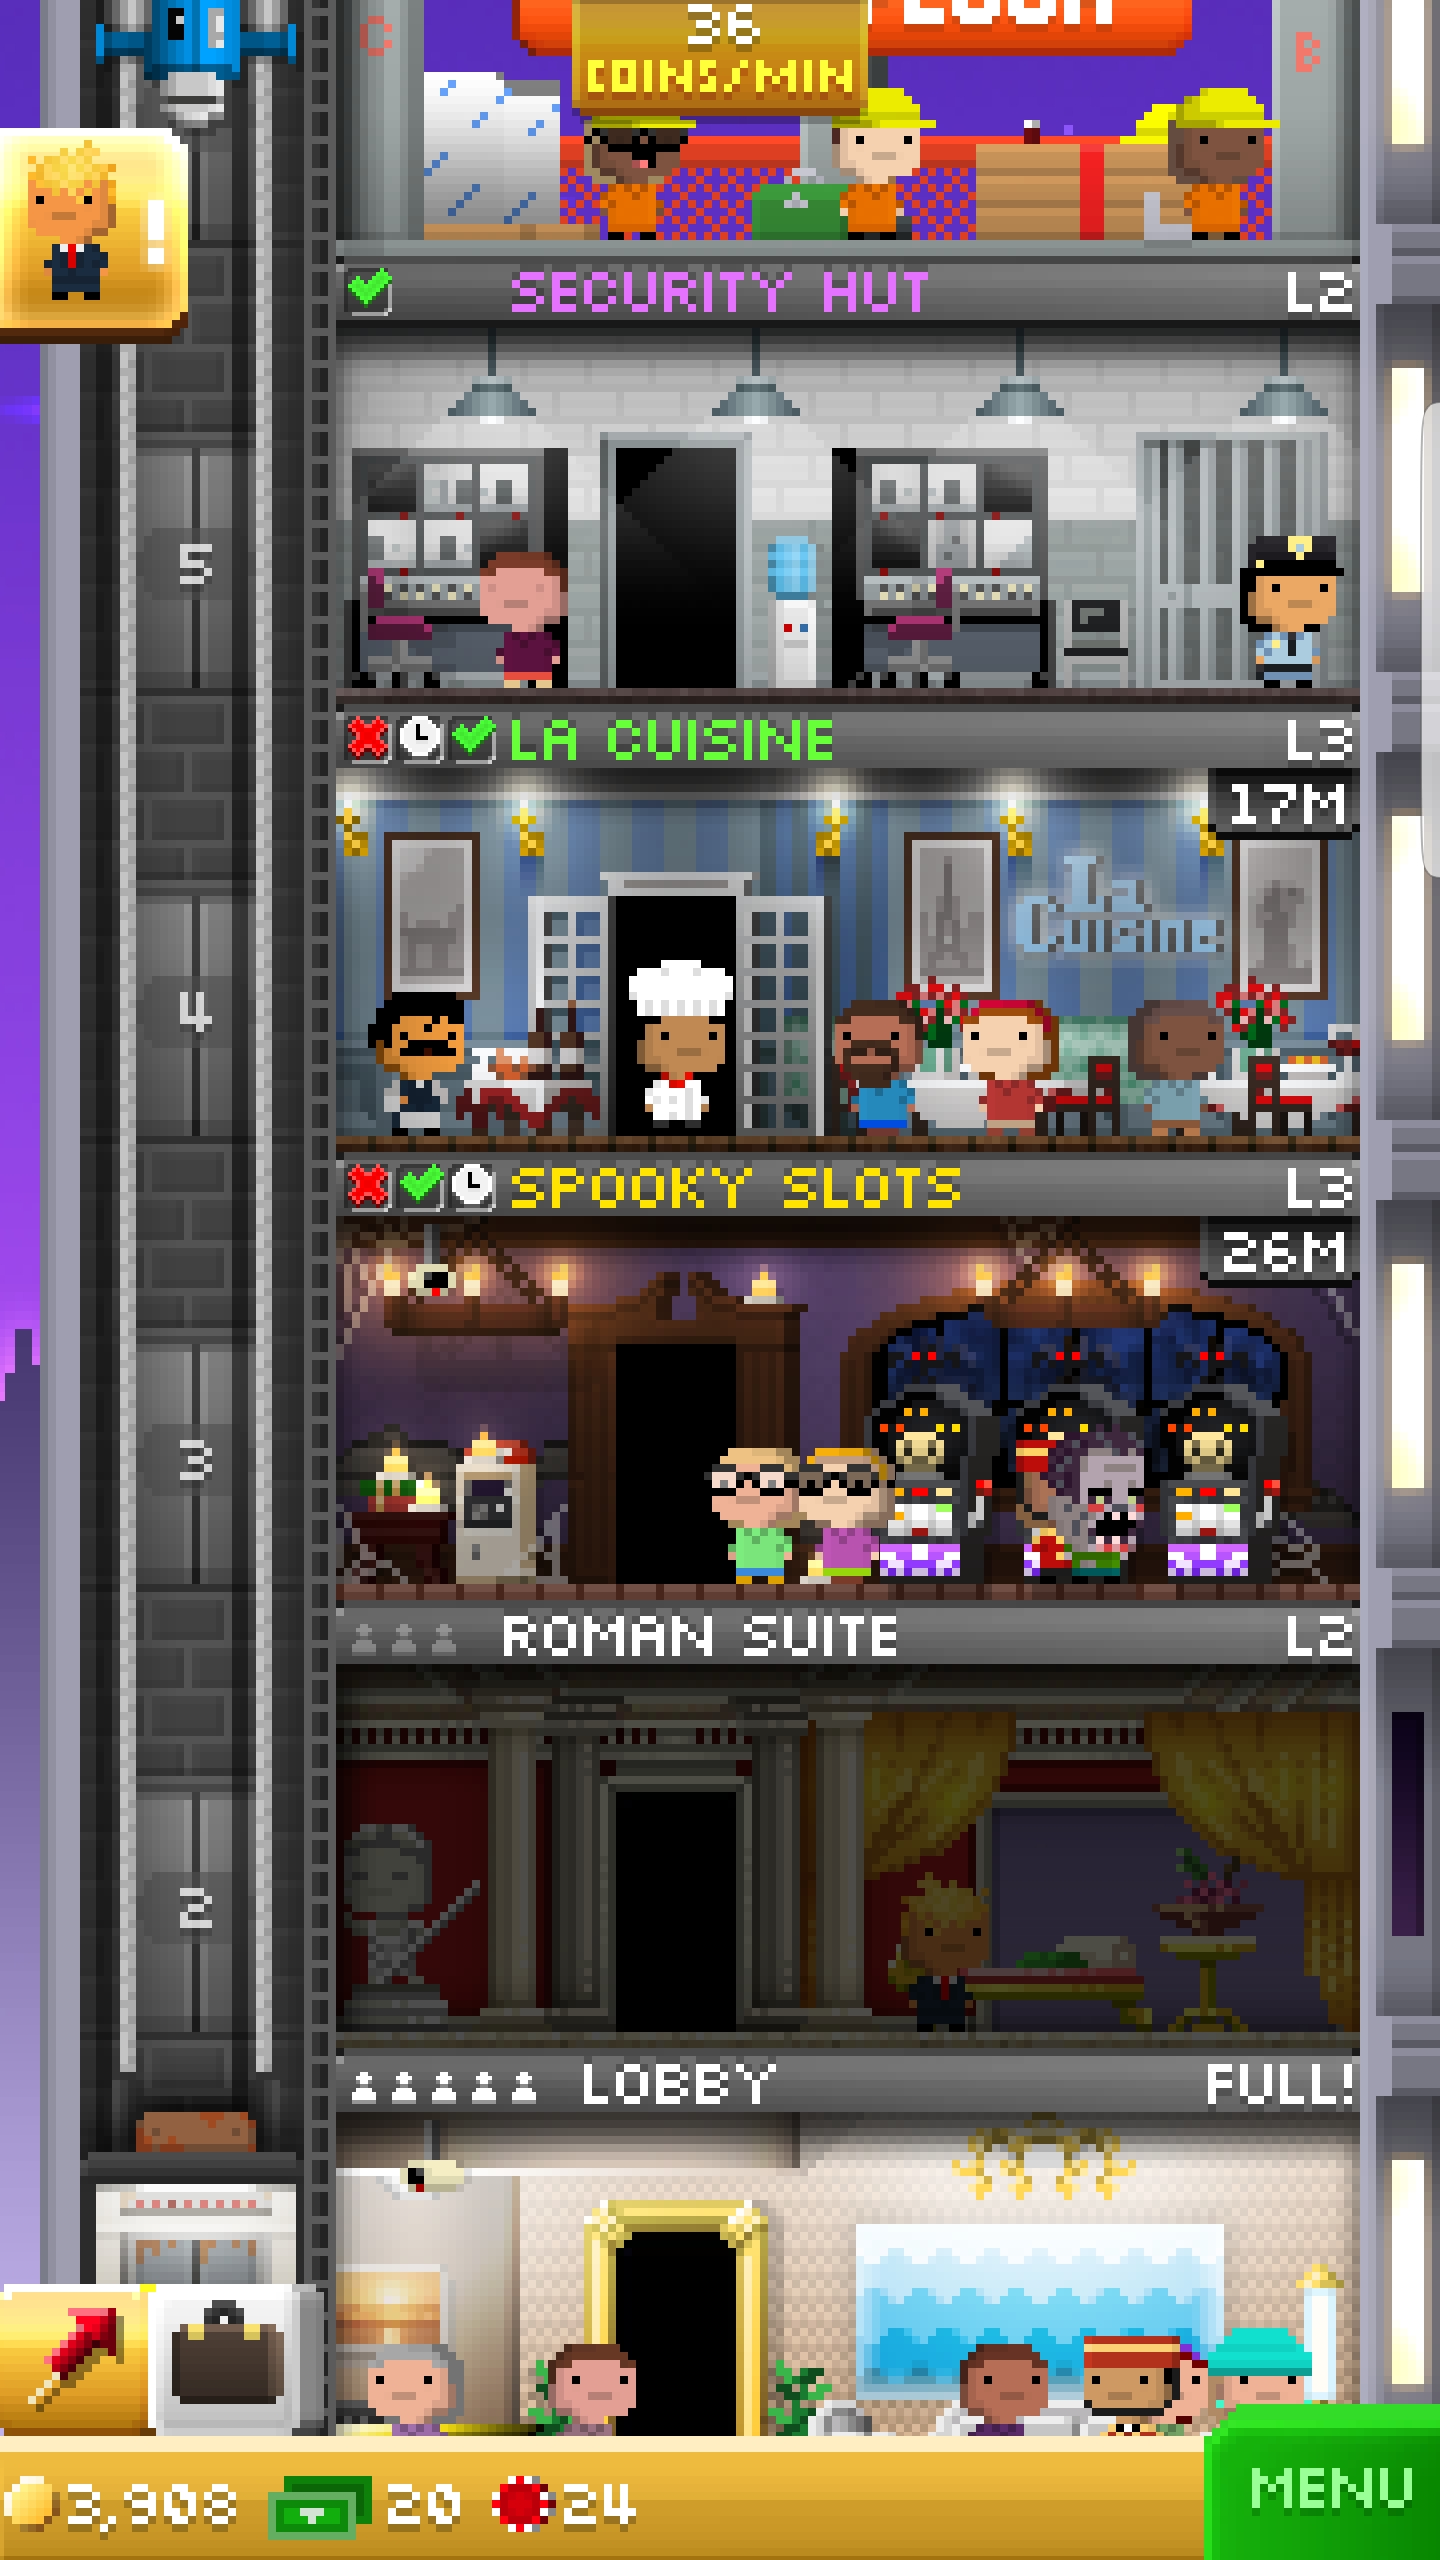 36
COINS/MIN
C
B
!
SECURITY HUT L2
5
LA CUISINE L3
17M
La
Cuisine
4
SPOOKY SLOTS L3
26M
3
ROMAN SUITE L2
2
LOBBY FULL!
3,908 20 24
MENU